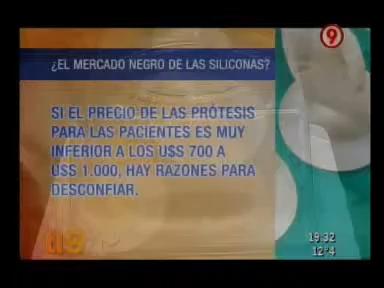 9
¿EL MERCADO NEGRO DE LAS SILICONAS?
SI EL PRECIO DE LAS PRÓTESIS
PARA LAS PACIENTES ES MUY
INFERIOR A LOS U$S 700 A
U$S 1.000, HAY RAZONES PARA
DESCONFIAR.
19:32
12°4